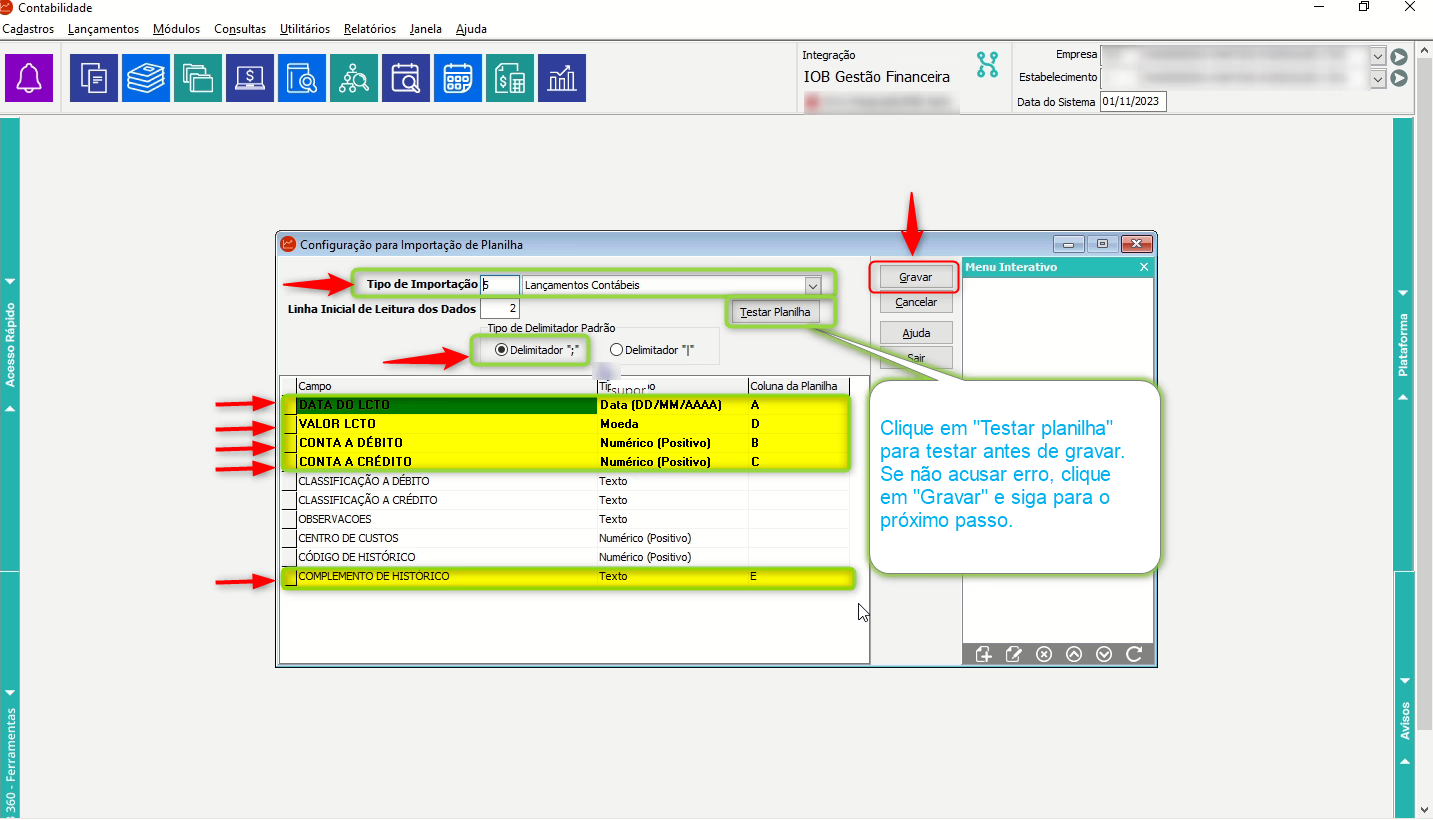 Contabilidade
Cadastros Lançamentos Módulos Consultas Utilitários Relatórios Janela Ajuda
Integração
IOB Gestão Financeira
Empresa
Estabelecimento
Data do Sistema 01/11/2023
Acesso Rápido
360 - Ferramentas
Plataforma
Avisos
Configuração para Importação de Planilha
Tipo de Importação 5 Lançamentos Contábeis
Linha Inicial de Leitura dos Dados 2
Testar Planilha
Tipo de Delimitador Padrão
Delimitador ";" Delimitador "|"
Gravar
Cancelar
Ajuda
Sair
Menu Interativo
Campo Coluna da Planilha
DATA DO LCTO Data (DD/MM/AAAA) A
VALOR LCTO Moeda D
CONTA A DÉBITO Numérico (Positivo) B
CONTA A CRÉDITO Numérico (Positivo) C
CLASSIFICAÇÃO A DÉBITO Texto
CLASSIFICAÇÃO A CRÉDITO Texto
OBSERVACOES Texto
CENTRO DE CUSTOS Numérico (Positivo)
CÓDIGO DE HISTÓRICO Numérico (Positivo)
COMPLEMENTO DE HISTÓRICO Texto E
Clique em "Testar planilha"
para testar antes de gravar.
Se não acusar erro, clique
em "Gravar" e siga para o
próximo passo.